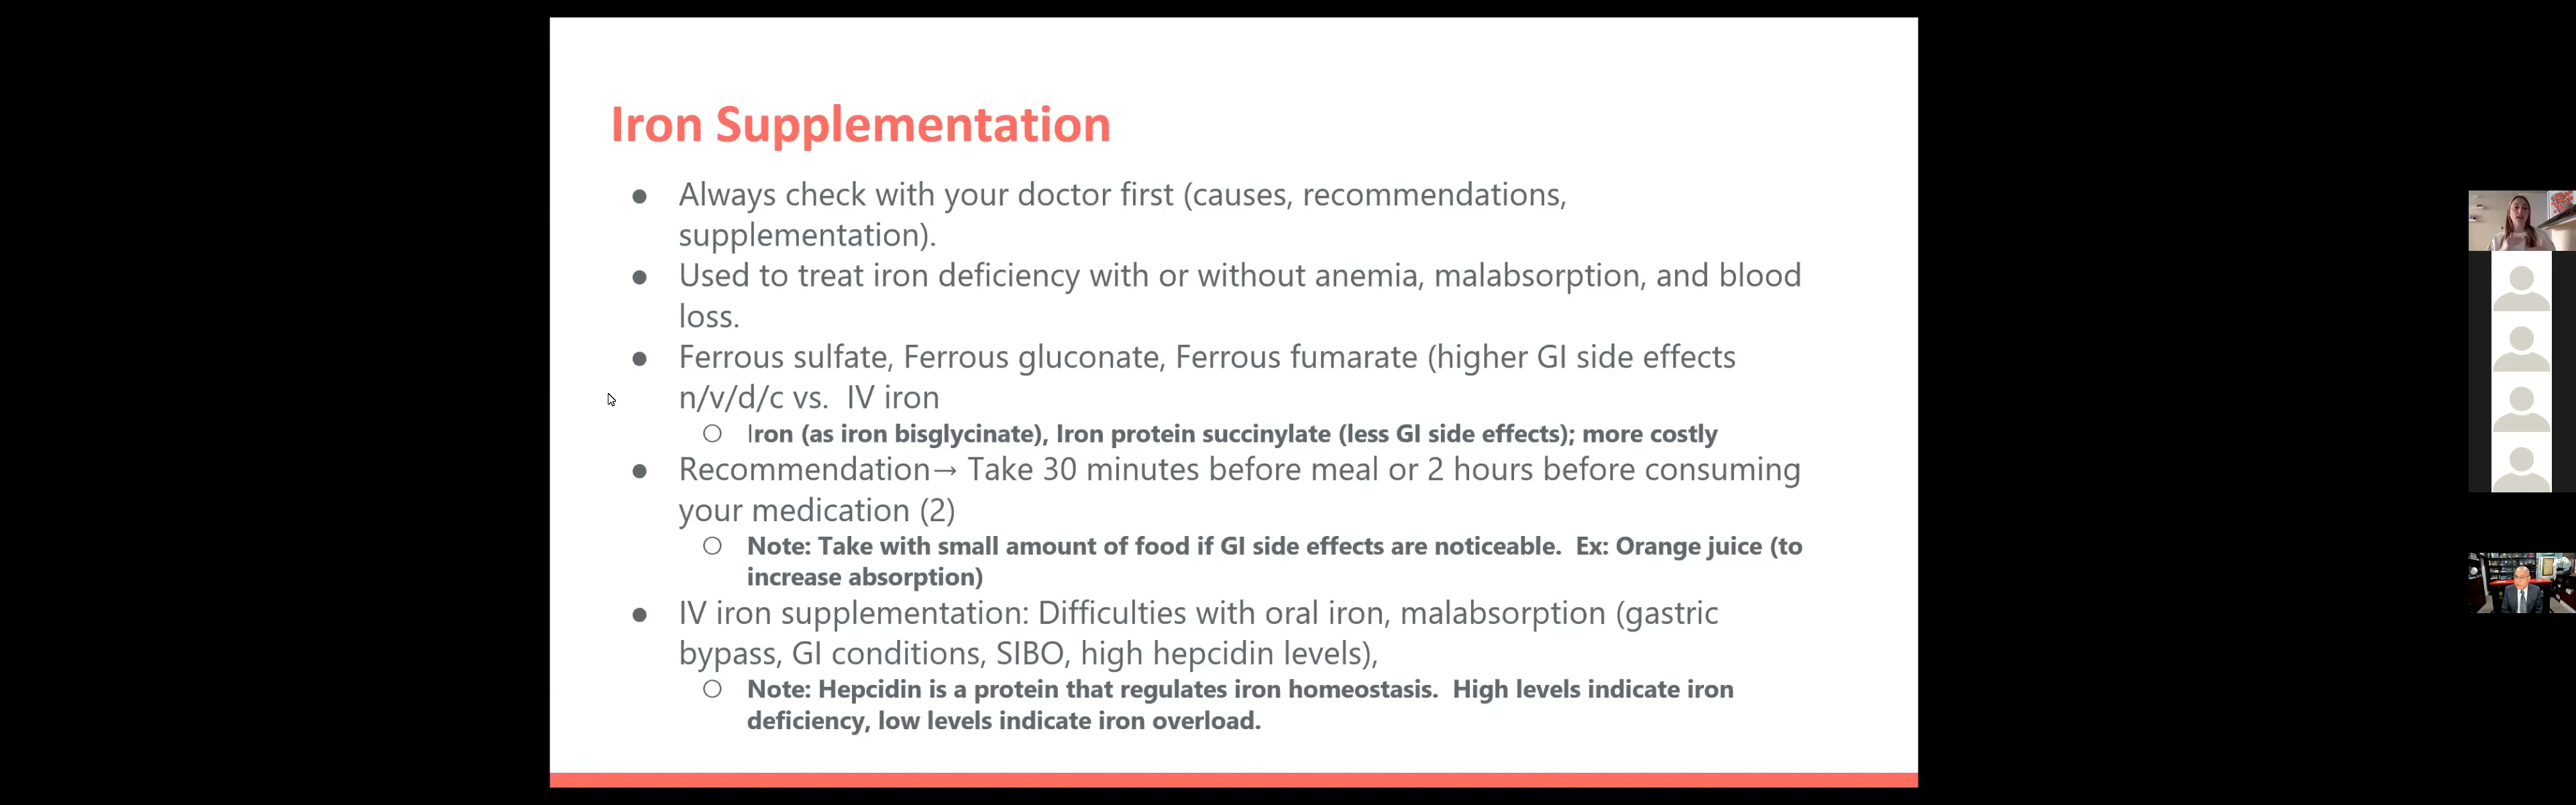 Iron Supplementation
● Always check with your doctor first (causes, recommendations,
supplementation).
● Used to treat iron deficiency with or without anemia, malabsorption, and blood
loss.
● Ferrous sulfate, Ferrous gluconate, Ferrous fumarate (higher GI side effects
n/v/d/c vs.  IV iron
○ Iron (as iron bisglycinate), Iron protein succinylate (less GI side effects); more costly
● Recommendation→ Take 30 minutes before meal or 2 hours before consuming
your medication (2)
○ Note: Take with small amount of food if GI side effects are noticeable.  Ex: Orange juice (to
increase absorption)
● IV iron supplementation: Difficulties with oral iron, malabsorption (gastric
bypass, GI conditions, SIBO, high hepcidin levels),
○ Note: Hepcidin is a protein that regulates iron homeostasis.  High levels indicate iron
deficiency, low levels indicate iron overload.